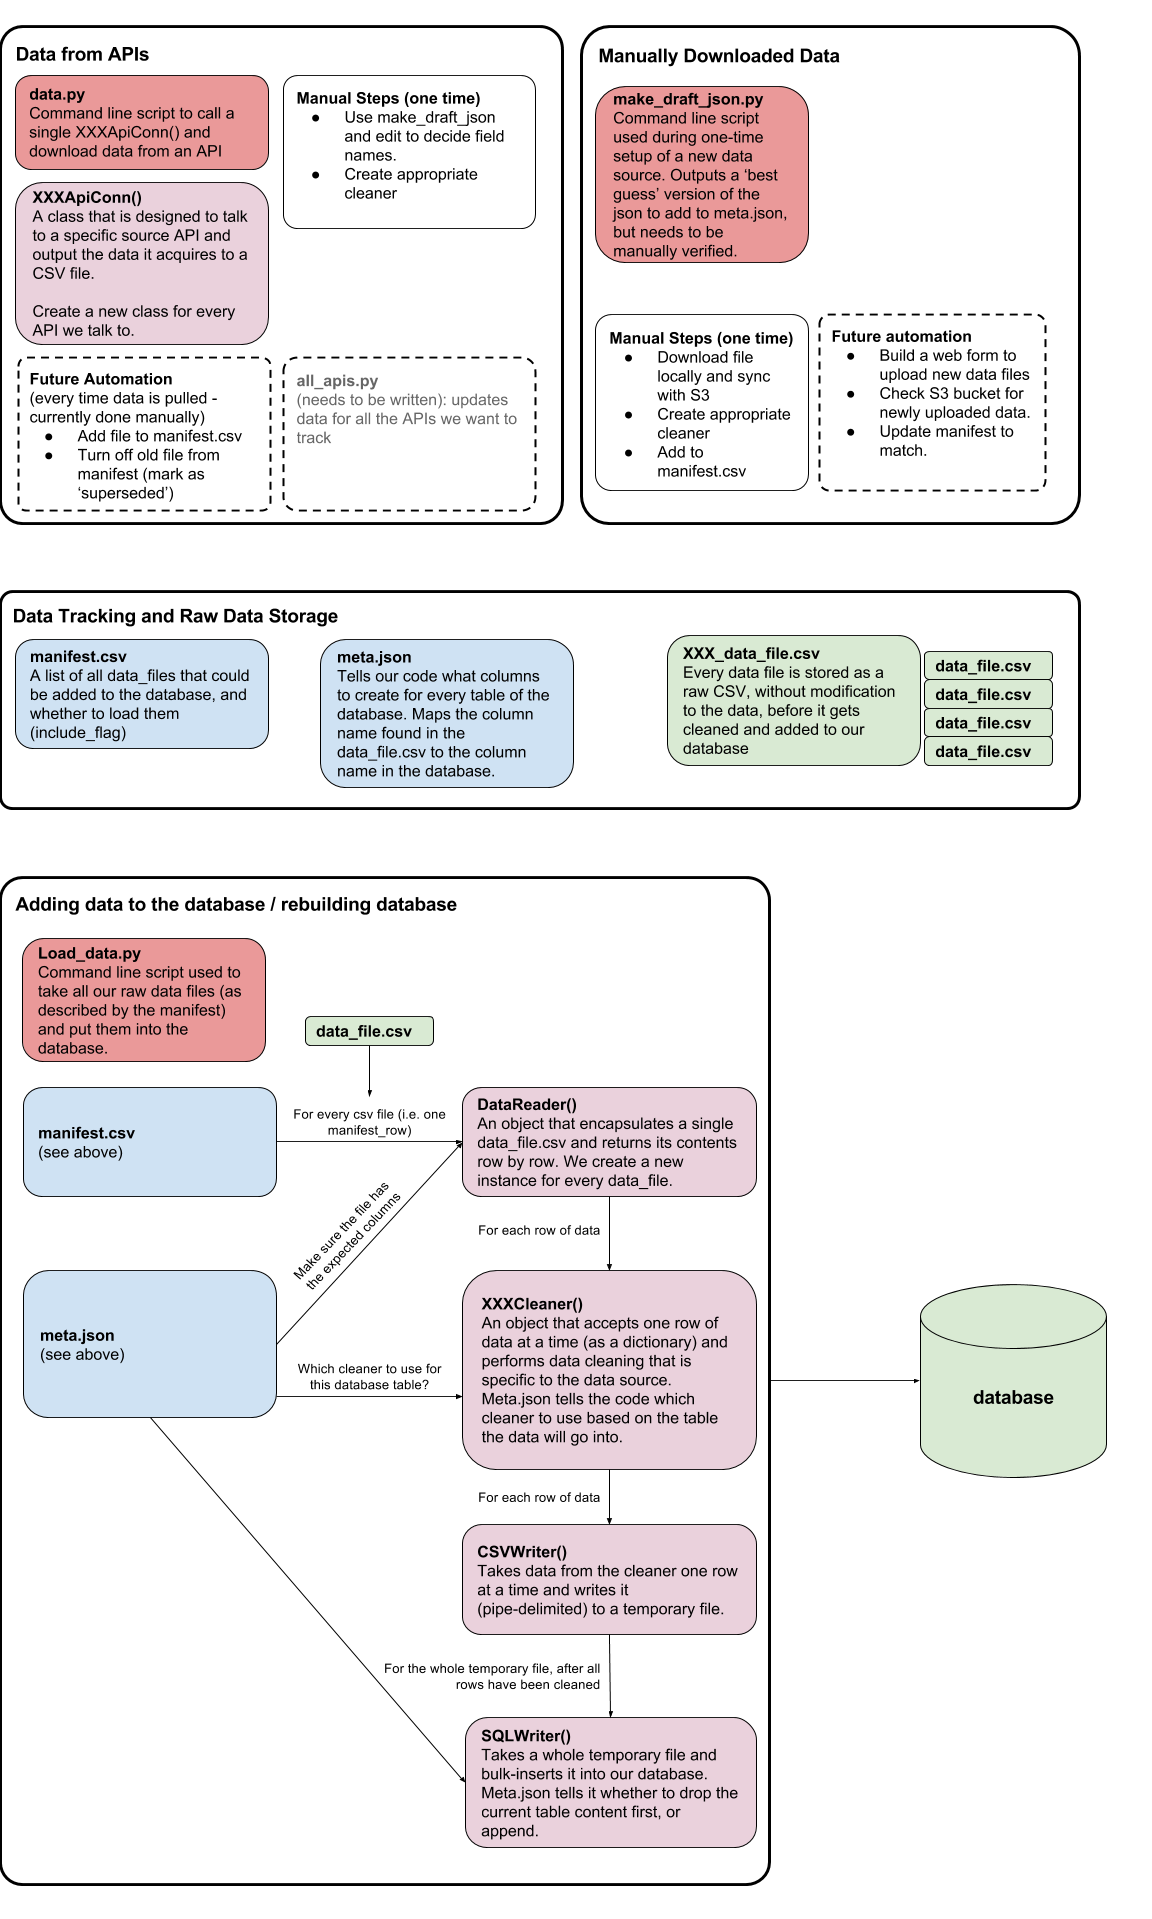 Data from APIs
data.py
Command line script to call a
single XXXApiConn() and
download data from an API
Manual Steps (one time)
● Use make_draft_json
and edit to decide field
names.
● Create appropriate
cleaner
XXXApiConn()
A class that is designed to talk
to a specific source API and
output the data it acquires to a
CSV file.
Create a new class for every
API we talk to.
Future Automation
(every time data is pulled -
currently done manually)
● Add file to manifest.csv
● Turn off old file from
manifest (mark as
‘superseded’)
all_apis.py
(needs to be written): updates
data for all the APIs we want to
track
Manually Downloaded Data
make_draft_json.py
Command line script
used during one-time
setup of a new data
source. Outputs a ‘best
guess’ version of the
json to add to meta.json,
but needs to be
manually verified.
Manual Steps (one time)
● Download file
locally and sync
with S3
● Create appropriate
cleaner
● Add to
manifest.csv
Future automation
● Build a web form to
upload new data files
● Check S3 bucket for
newly uploaded data.
● Update manifest to
match.
Data Tracking and Raw Data Storage
manifest.csv
A list of all data_files that could
be added to the database, and
whether to load them
(include_flag)
meta.json
Tells our code what columns
to create for every table of the
database. Maps the column
name found in the
data_file.csv to the column
name in the database.
XXX_data_file.csv
Every data file is stored as a
raw CSV, without modification
to the data, before it gets
cleaned and added to our
database
data_file.csv
data_file.csv
data_file.csv
data_file.csv
Adding data to the database / rebuilding database
Load_data.py
Command line script used to
take all our raw data files (as
described by the manifest)
and put them into the
database.
data_file.csv
manifest.csv
(see above)
For every csv file (i.e. one
manifest_row)
DataReader()
An object that encapsulates a single
data_file.csv and returns its contents
row by row. We create a new
instance for every data_file.
Make sure the file has
the expected columns
For each row of data
meta.json
(see above)
Which cleaner to use for
this database table?
XXXCleaner()
An object that accepts one row of
data at a time (as a dictionary) and
performs data cleaning that is
specific to the data source.
Meta.json tells the code which
cleaner to use based on the table
the data will go into.
database
For each row of data
CSVWriter()
Takes data from the cleaner one row
at a time and writes it
(pipe-delimited) to a temporary file.
For the whole temporary file, after all
rows have been cleaned
SQLWriter()
Takes a whole temporary file and
bulk-inserts it into our database.
Meta.json tells it whether to drop the
current table content first, or
append.